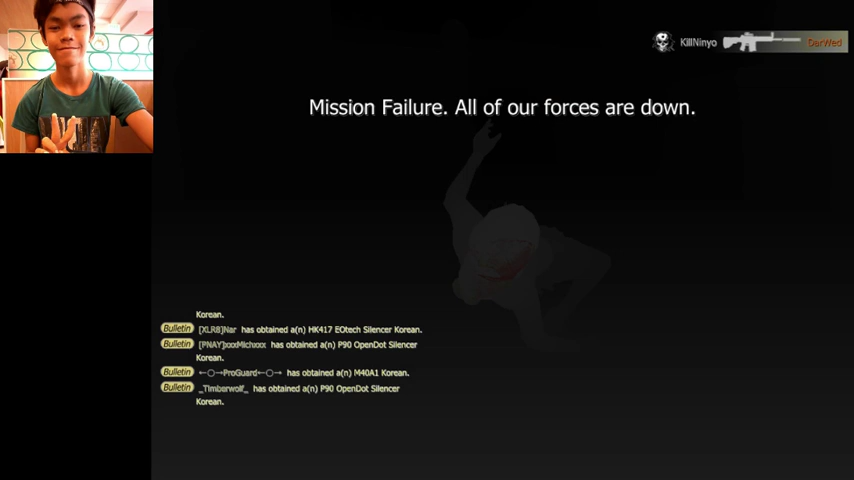 KillNinyo DarWed
Mission Failure. All of our forces are down.
Korean.
Bulletin [XLR8]Nar has obtained a(n) HK417 EOtech Silencer Korean.
Bulletin [PNAY]xxxMichxxx has obtained a(n) P90 OpenDot Silencer
Korean.
Bulletin ←○→ProGuard←○→ has obtained a(n) M40A1 Korean.
Bulletin _Timberwolf_ has obtained a(n) P90 OpenDot Silencer
Korean.